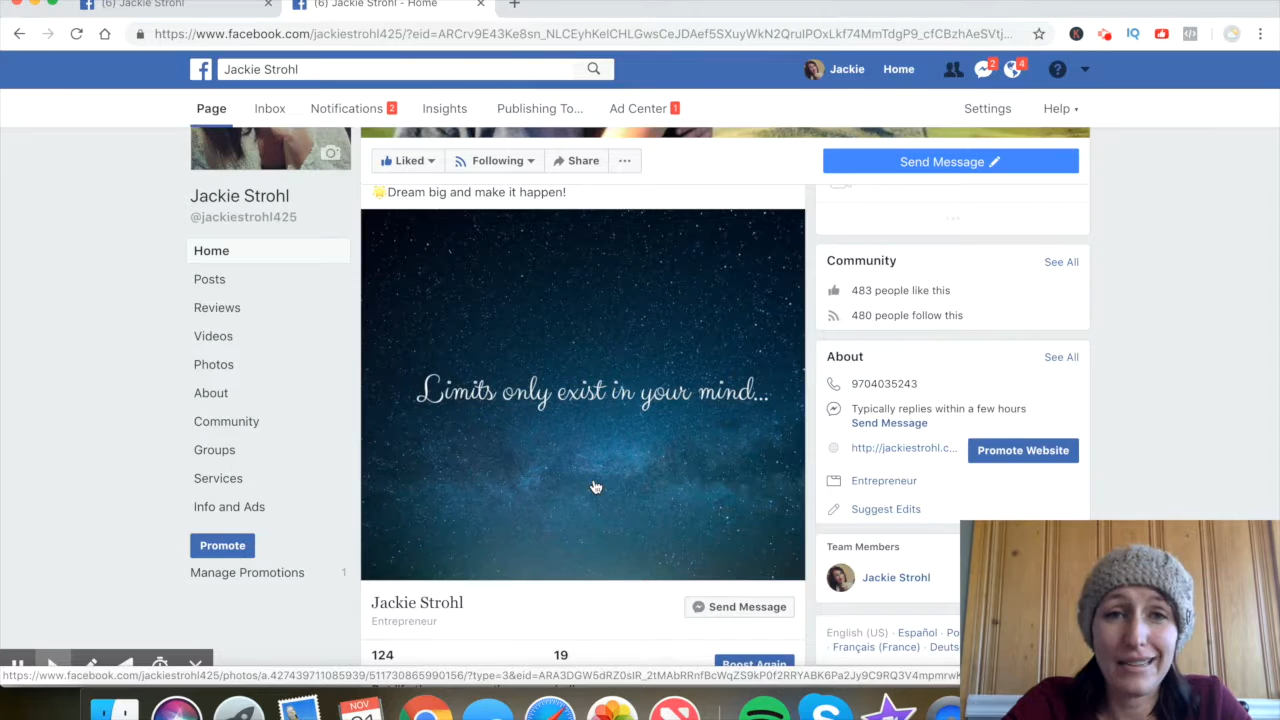 (6) Jackie Strohl
(6) Jackie Strohl - Home
https://www.facebook.com/jackiestrohl425/?eid=
Jackie Strohl
Jackie
Home
2
4
Page
Inbox
Notifications 2
Insights
Publishing To...
Ad Center 1
Settings
Help
Liked
Following
Share
Send Message
Jackie Strohl
@jackiestrohl425
Home
Posts
Reviews
Videos
Photos
About
Community
Groups
Services
Info and Ads
Promote
Manage Promotions 1
Dream big and make it happen!
Limits only exist in your mind...
Jackie Strohl
Entrepreneur
Send Message
124
19
Boost Again
Community
See All
483 people like this
480 people follow this
About
See All
9704035243
Typically replies within a few hours
Send Message
http://jackiestrohl.c...
Promote Website
Entrepreneur
Suggest Edits
Team Members
Jackie Strohl
English (US) · Español ·
Français (France) ·
https://www.facebook.com/jackiestrohl425/photos/a.427439711085939/511730865990156/?type=3&eid=
NOV